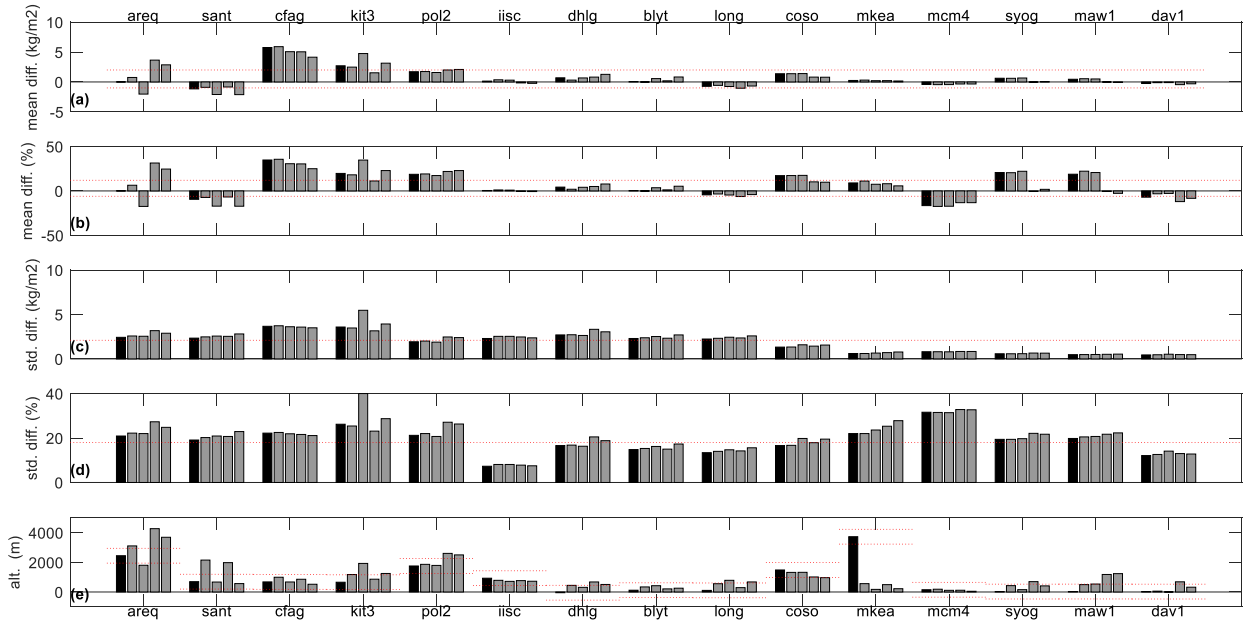 areq sant cfag kit3 pol2 iisc dhlg blyt long coso mkea mcm4 syog maw1 dav1
mean diff. (kg/m2)
10
5
0
-5
(a)
mean diff. (%)
50
0
-50
(b)
std. diff. (kg/m2)
10
5
0
(c)
std. diff. (%)
40
20
0
(d)
alt. (m)
4000
2000
0
(e)
areq sant cfag kit3 pol2 iisc dhlg blyt long coso mkea mcm4 syog maw1 dav1